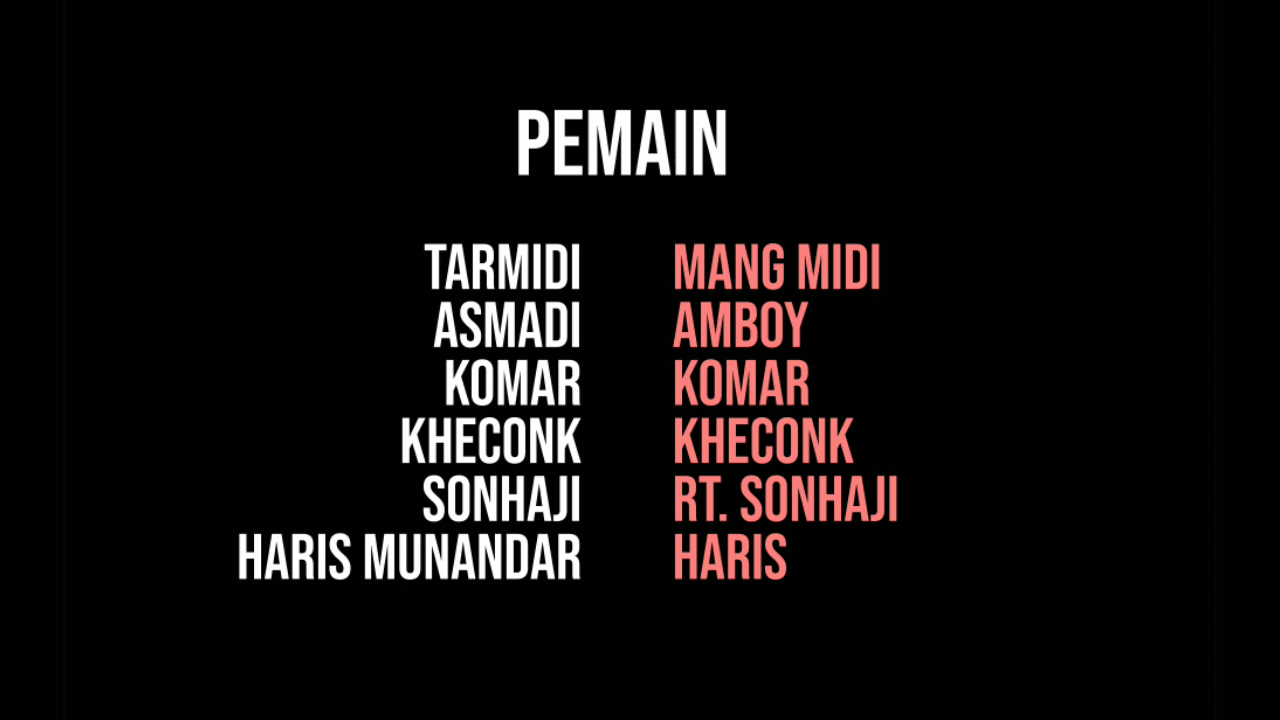 PEMAIN
TARMIDI MANG MIDI
ASMADI AMBOY
KOMAR KOMAR
KHECONK KHECONK
SONHAJI RT. SONHAJI
HARIS MUNANDAR HARIS